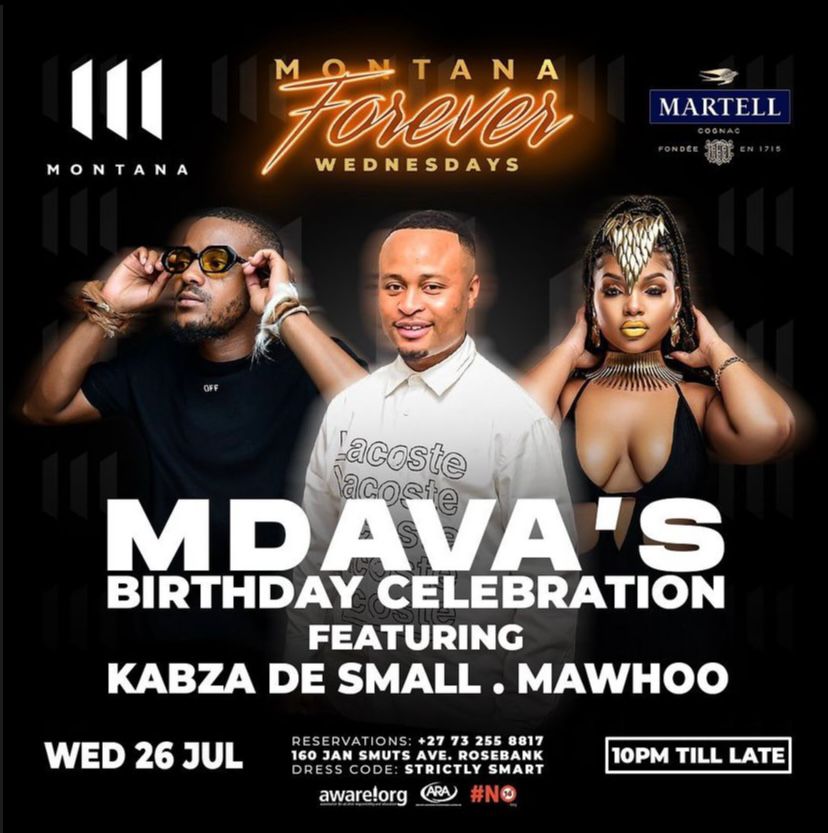 MONTANA
MONTANA
Forever
WEDNESDAYS
MARTELL
COGNAC
FONDÉE EN 1715
OFF
Lacoste
Lacoste
Lacoste
MDAVA'S
BIRTHDAY CELEBRATION
FEATURING
KABZA DE SMALL . MAWHOO
WED 26 JUL
RESERVATIONS: +27 73 255 8817
160 JAN SMUTS AVE. ROSEBANK
DRESS CODE: STRICTLY SMART
10PM TILL LATE
aware!org
ARA
#NO
18